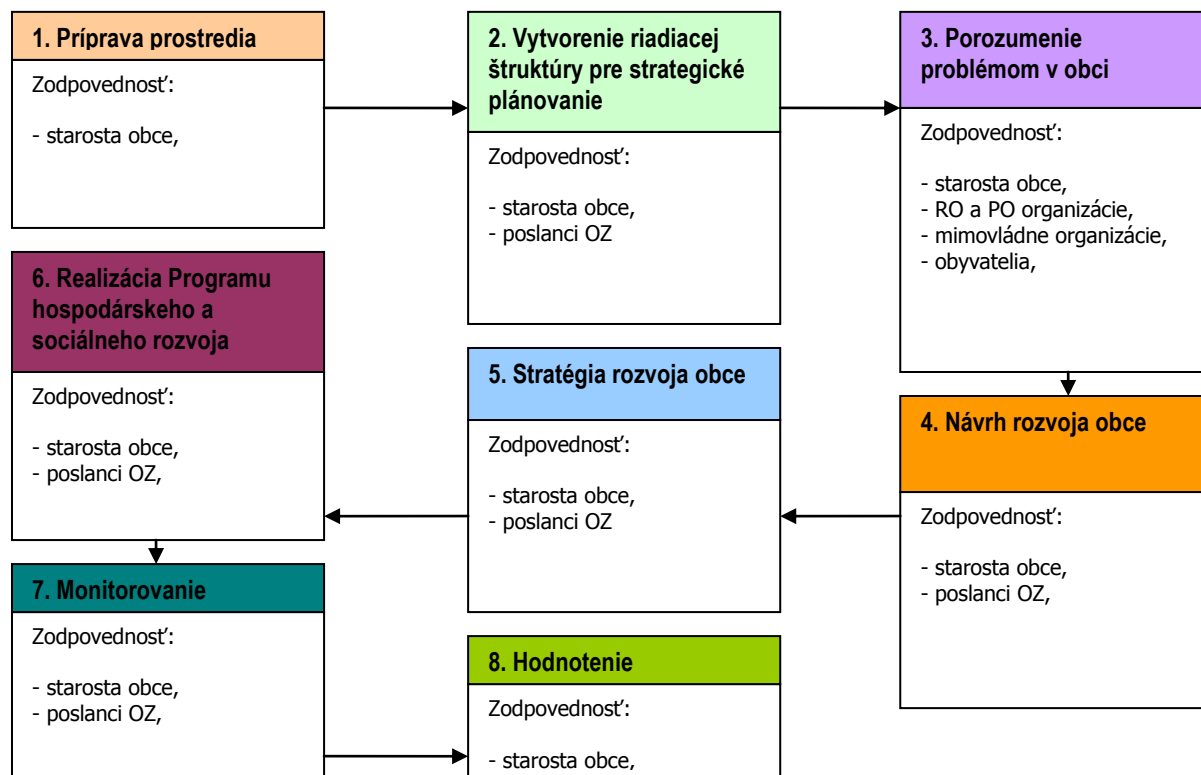 1. Príprava prostredia
Zodpovednosť:
- starosta obce,
2. Vytvorenie riadiacej
štruktúry pre strategické
plánovanie
Zodpovednosť:
- starosta obce,
- poslanci OZ
3. Porozumenie
problémom v obci
Zodpovednosť:
- starosta obce,
- RO a PO organizácie,
- mimovládne organizácie,
- obyvatelia,
4. Návrh rozvoja obce
Zodpovednosť:
- starosta obce,
- poslanci OZ,
5. Stratégia rozvoja obce
Zodpovednosť:
- starosta obce,
- poslanci OZ
6. Realizácia Programu
hospodárskeho a
sociálneho rozvoja
Zodpovednosť:
- starosta obce,
- poslanci OZ,
7. Monitorovanie
Zodpovednosť:
- starosta obce,
- poslanci OZ,
8. Hodnotenie
Zodpovednosť:
- starosta obce,